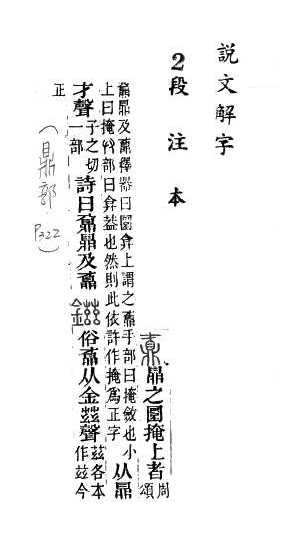 説文解字
2段注本
鼒 鼎之圜掩上者周頌
鼐鼎及鼒釋器曰圜弇上謂之鼒手部曰掩斂也小
上曰掩𠬞部曰弇益也然則此依許作掩爲正字
从鼎
才聲子之切一部詩曰鼐鼎及鼒 鎡 俗鼒从金茲聲茲各本作玆今
正
(鼎部 P322)